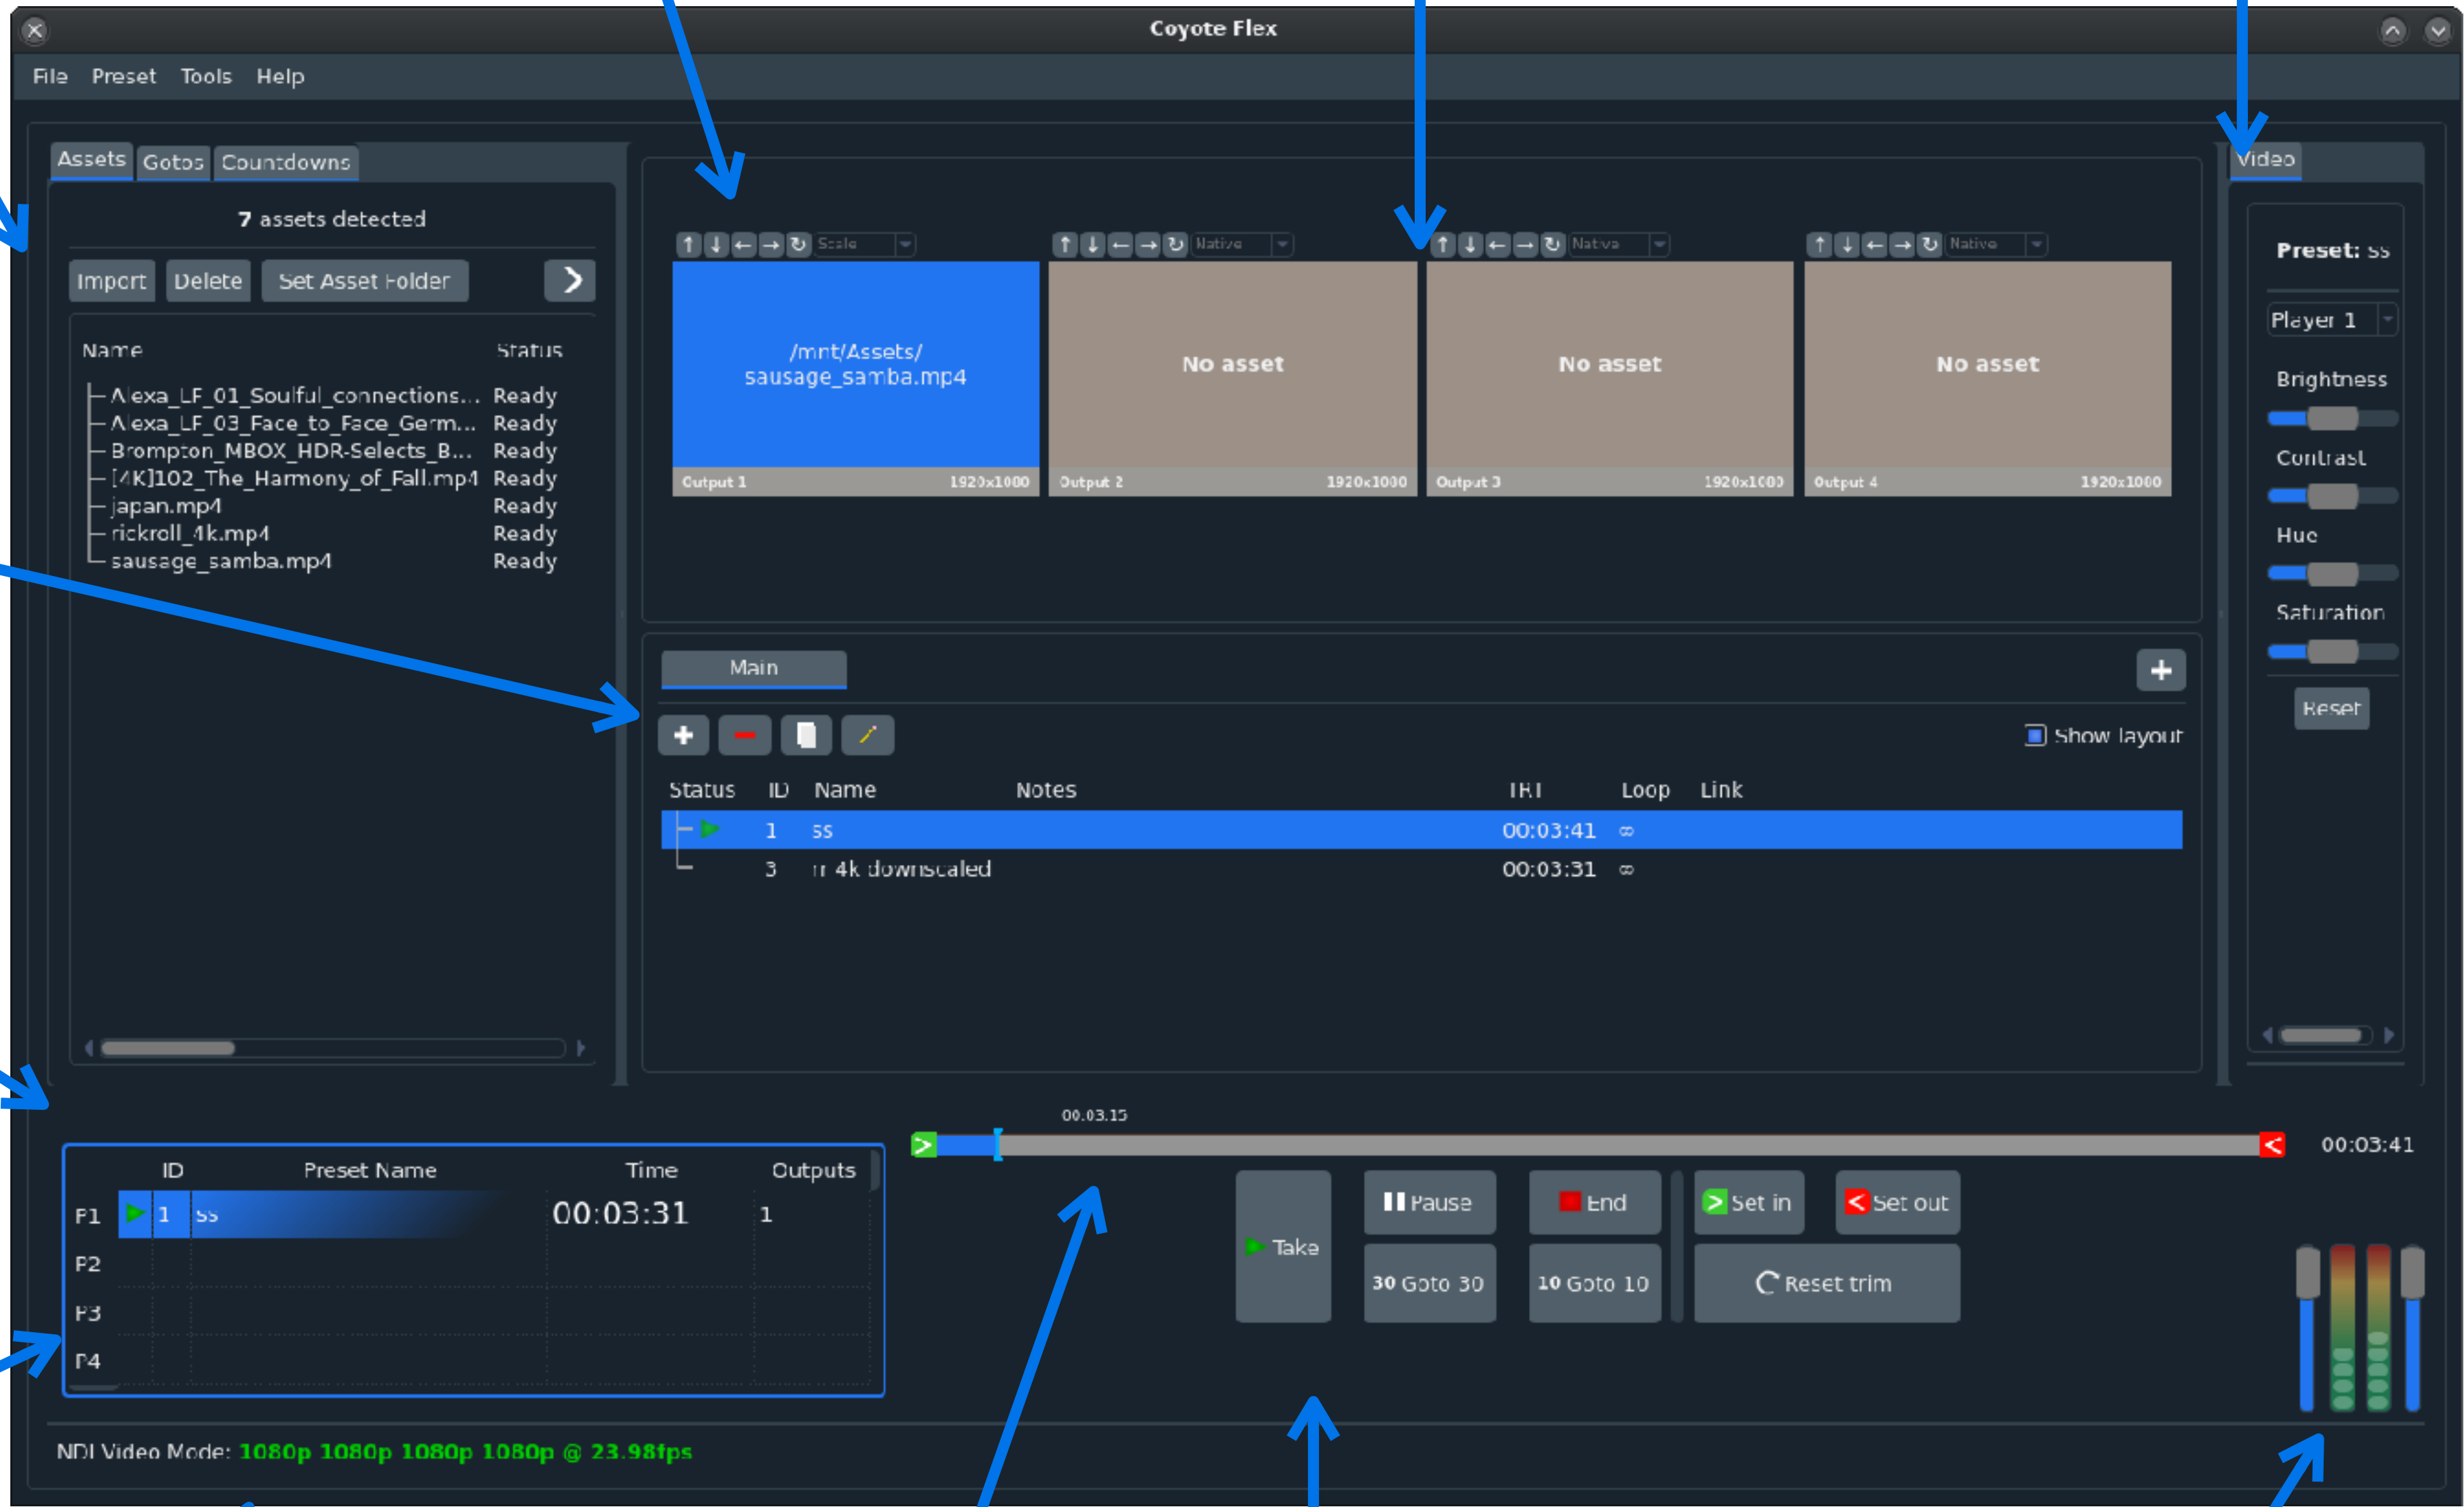 Coyote Flex
File Preset Tools Help
Assets Gotos Countdowns
7 assets detected
Import Delete Set Asset Folder
Name Status
Alexa_LF_01_Soulful_connections... Ready
Alexa_LF_03_Face_to_Face_Germ... Ready
Brompton_MBOX_HDR-Selects_B... Ready
[4K]102_The_Harmony_of_Fall.mp4 Ready
japan.mp4 Ready
rickroll_4k.mp4 Ready
sausage_samba.mp4 Ready
Scale Native Native Native
/mnt/Assets/
sausage_samba.mp4
No asset
No asset
No asset
Output 1 1920x1080
Output 2 1920x1080
Output 3 1920x1080
Output 4 1920x1080
Main
Show layout
Status ID Name Notes TRT Loop Link
1 ss 00:03:41 ∞
3 rr 4k downscaled 00:03:31 ∞
Video
Preset: ss
Player 1
Brightness
Contrast
Hue
Saturation
Reset
00:03:15
00:03:41
ID Preset Name Time Outputs
P1 1 ss 00:03:31 1
P2
P3
P4
Take
Pause
End
Set in
Set out
30 Goto 30
10 Goto 10
Reset trim
NDI Video Mode: 1080p 1080p 1080p 1080p @ 23.98fps